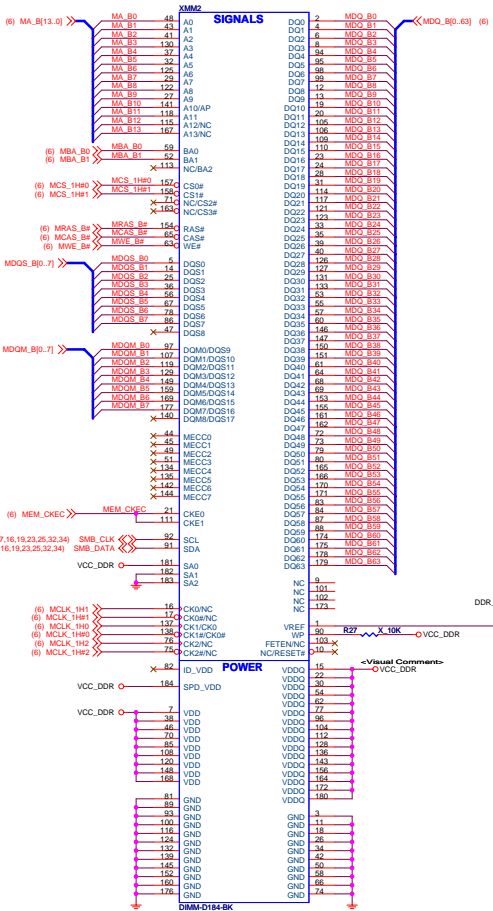 XMM2
SIGNALS
(6) MA_B[13..0]
MA_B0 48 A0
MA_B1 43 A1
MA_B2 41 A2
MA_B3 130 A3
MA_B4 37 A4
MA_B5 32 A5
MA_B6 125 A6
MA_B7 29 A7
MA_B8 122 A8
MA_B9 27 A9
MA_B10 141 A10/AP
MA_B11 118 A11
MA_B12 115 A12/NC
MA_B13 167 A13/NC
(6) MBA_B0 MBA_B0 59 BA0
(6) MBA_B1 MBA_B1 52 BA1
113 NC/BA2
(6) MCS_1H#0 MCS_1H#0 157 CS0#
(6) MCS_1H#1 MCS_1H#1 158 CS1#
71 NC/CS2#
163 NC/CS3#
(6) MRAS_B# MRAS_B# 154 RAS#
(6) MCAS_B# MCAS_B# 65 CAS#
(6) MWE_B# MWE_B# 63 WE#
MDQS_B[0..7]
MDQS_B0 5 DQS0
MDQS_B1 14 DQS1
MDQS_B2 25 DQS2
MDQS_B3 36 DQS3
MDQS_B4 56 DQS4
MDQS_B5 67 DQS5
MDQS_B6 78 DQS6
MDQS_B7 86 DQS7
47 DQS8
MDQM_B[0..7]
MDQM_B0 97 DQM0/DQS9
MDQM_B1 107 DQM1/DQS10
MDQM_B2 119 DQM2/DQS11
MDQM_B3 129 DQM3/DQS12
MDQM_B4 149 DQM4/DQS13
MDQM_B5 159 DQM5/DQS14
MDQM_B6 169 DQM6/DQS15
MDQM_B7 177 DQM7/DQS16
140 DQM8/DQS17
44 MECC0
45 MECC1
49 MECC2
51 MECC3
134 MECC4
135 MECC5
142 MECC6
144 MECC7
(6) MEM_CKEC MEM_CKEC 21 CKE0
111 CKE1
7,16,19,23,25,32,34) SMB_CLK 92 SCL
16,19,23,25,32,34) SMB_DATA 91 SDA
VCC_DDR 181 SA0
182 SA1
183 SA2
(6) MCLK_1H1 16 CK0/NC
(6) MCLK_1H#1 17 CK0#/NC
(6) MCLK_1H0 137 CK1/CK0
(6) MCLK_1H#0 138 CK1#/CK0#
(6) MCLK_1H2 76 CK2/NC
(6) MCLK_1H#2 75 CK2#/NC
DQ0 2 MDQ_B0
MDQ_B[0..63] (6)
DQ1 4 MDQ_B1
DQ2 6 MDQ_B2
DQ3 8 MDQ_B3
DQ4 94 MDQ_B4
DQ5 95 MDQ_B5
DQ6 98 MDQ_B6
DQ7 99 MDQ_B7
DQ8 12 MDQ_B8
DQ9 13 MDQ_B9
DQ10 19 MDQ_B10
DQ11 20 MDQ_B11
DQ12 105 MDQ_B12
DQ13 106 MDQ_B13
DQ14 109 MDQ_B14
DQ15 110 MDQ_B15
DQ16 23 MDQ_B16
DQ17 24 MDQ_B17
DQ18 28 MDQ_B18
DQ19 31 MDQ_B19
DQ20 114 MDQ_B20
DQ21 117 MDQ_B21
DQ22 121 MDQ_B22
DQ23 123 MDQ_B23
DQ24 33 MDQ_B24
DQ25 35 MDQ_B25
DQ26 39 MDQ_B26
DQ27 40 MDQ_B27
DQ28 126 MDQ_B28
DQ29 127 MDQ_B29
DQ30 131 MDQ_B30
DQ31 133 MDQ_B31
DQ32 53 MDQ_B32
DQ33 55 MDQ_B33
DQ34 57 MDQ_B34
DQ35 60 MDQ_B35
DQ36 146 MDQ_B36
DQ37 147 MDQ_B37
DQ38 150 MDQ_B38
DQ39 151 MDQ_B39
DQ40 61 MDQ_B40
DQ41 64 MDQ_B41
DQ42 68 MDQ_B42
DQ43 69 MDQ_B43
DQ44 153 MDQ_B44
DQ45 155 MDQ_B45
DQ46 161 MDQ_B46
DQ47 162 MDQ_B47
DQ48 72 MDQ_B48
DQ49 73 MDQ_B49
DQ50 79 MDQ_B50
DQ51 80 MDQ_B51
DQ52 165 MDQ_B52
DQ53 166 MDQ_B53
DQ54 170 MDQ_B54
DQ55 171 MDQ_B55
DQ56 83 MDQ_B56
DQ57 84 MDQ_B57
DQ58 87 MDQ_B58
DQ59 88 MDQ_B59
DQ60 174 MDQ_B60
DQ61 175 MDQ_B61
DQ62 178 MDQ_B62
DQ63 179 MDQ_B63
NC 9
NC 101
NC 102
NC 173
DDR_
VREF 1
WP 90 R27 X_10K VCC_DDR
FETEN/NC 103
NC/RESET# 10
POWER
<Visual Comment>
82 ID_VDD
VCC_DDR 184 SPD_VDD
VCC_DDR 7 VDD
38 VDD
46 VDD
70 VDD
85 VDD
108 VDD
120 VDD
148 VDD
168 VDD
81 GND
89 GND
93 GND
100 GND
116 GND
124 GND
132 GND
139 GND
145 GND
152 GND
160 GND
176 GND
VDDQ 15 VCC_DDR
VDDQ 22
VDDQ 30
VDDQ 54
VDDQ 62
VDDQ 77
VDDQ 96
VDDQ 104
VDDQ 112
VDDQ 128
VDDQ 136
VDDQ 143
VDDQ 156
VDDQ 164
VDDQ 172
VDDQ 180
GND 3
GND 11
GND 18
GND 26
GND 34
GND 42
GND 50
GND 58
GND 66
GND 74
DIMM-D184-BK